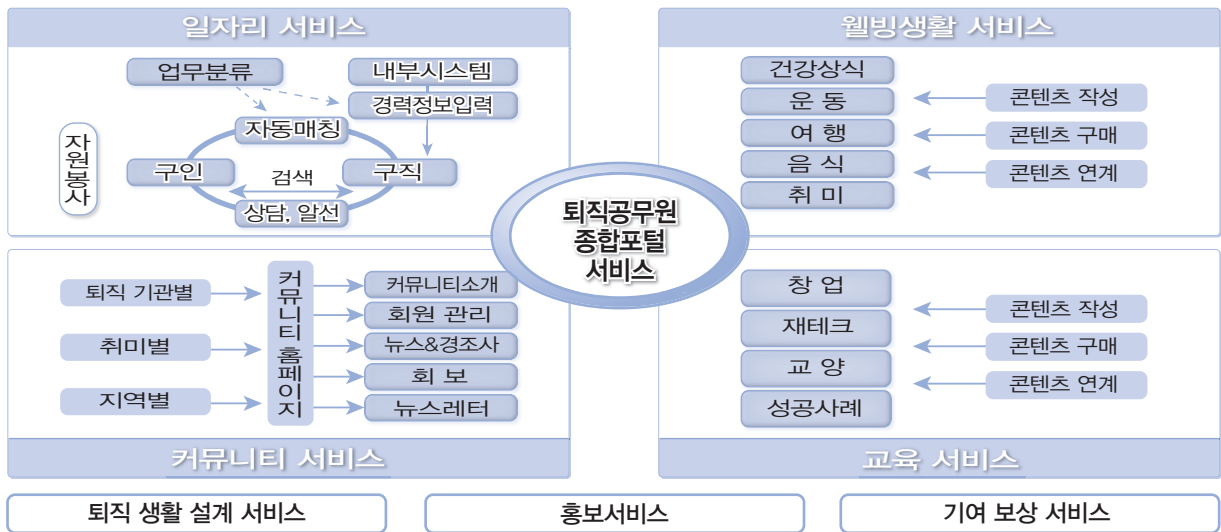 일자리 서비스
업무분류
내부시스템
경력정보입력
자동매칭
자원봉사
구인
검색
구직
상담, 알선
웰빙생활 서비스
건강상식
운 동
여 행
음 식
취 미
콘텐츠 작성
콘텐츠 구매
콘텐츠 연계
퇴직공무원
종합포털
서비스
퇴직 기관별
취미별
지역별
커뮤니티 홈페이지
커뮤니티소개
회원 관리
뉴스&경조사
회 보
뉴스레터
커뮤니티 서비스
창 업
재테크
교 양
성공사례
콘텐츠 작성
콘텐츠 구매
콘텐츠 연계
교육 서비스
퇴직 생활 설계 서비스
홍보서비스
기여 보상 서비스